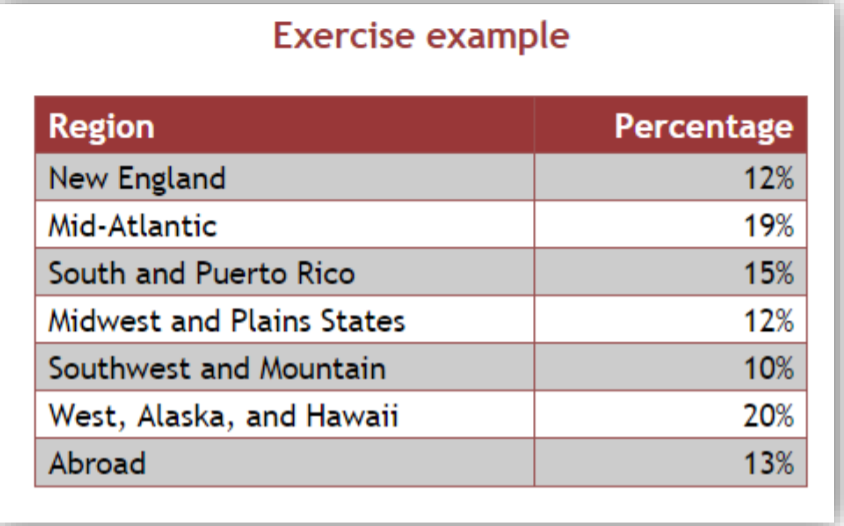 Exercise example
Region Percentage
New England 12%
Mid-Atlantic 19%
South and Puerto Rico 15%
Midwest and Plains States 12%
Southwest and Mountain 10%
West, Alaska, and Hawaii 20%
Abroad 13%